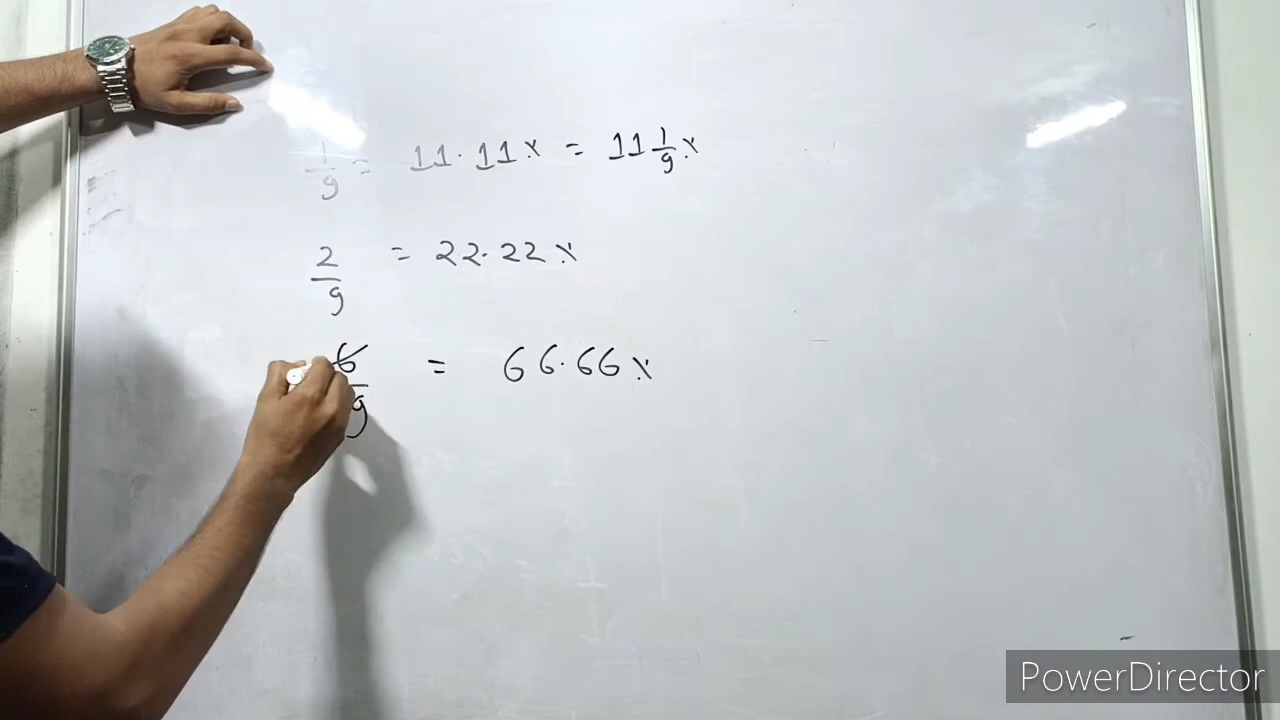 1/9 = 11.11% = 11 1/9%
2/9 = 22.22%
6/9 = 66.66%
PowerDirector